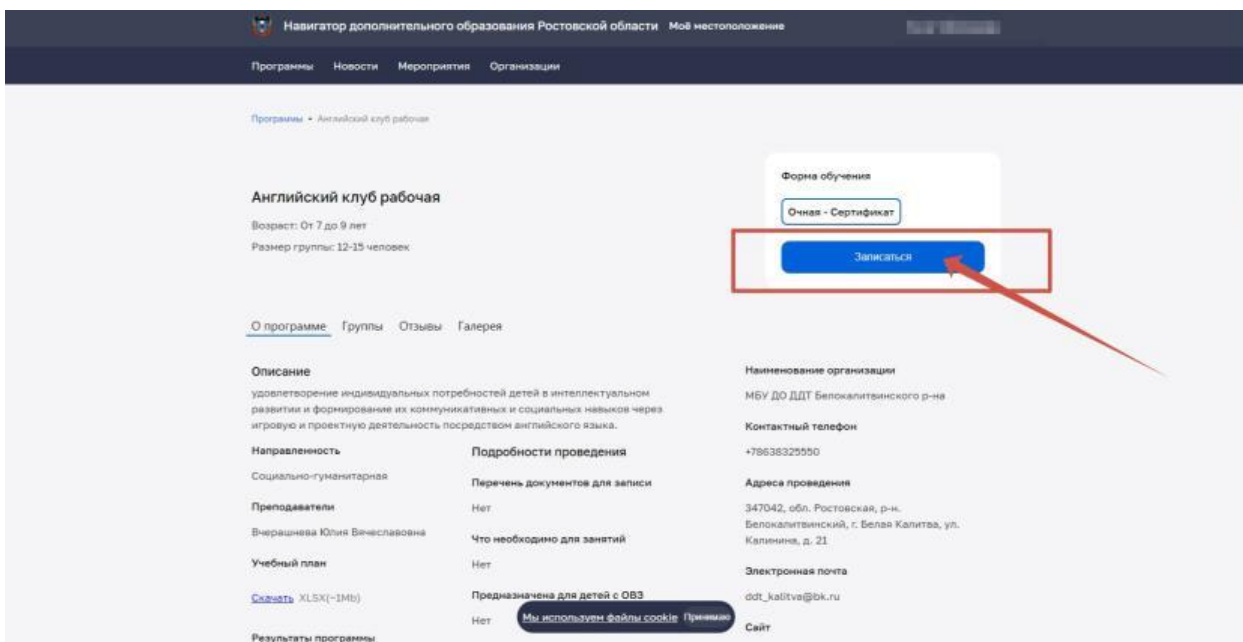 Навигатор дополнительного образования Ростовской области Моё местоположение
Программы Новости Мероприятия Организации
Программы • Английский клуб рабочая
Форма обучения
Английский клуб рабочая
Очная - Сертификат
Возраст: От 7 до 9 лет
Размер группы: 12-15 человек
Записаться
О программе Группы Отзывы Галерея
Описание
удовлетворение индивидуальных потребностей детей в интеллектуальном
развитии и формирование их коммуникативных и социальных навыков через
игровую и проектную деятельность посредством английского языка.
Направленность
Социально-гуманитарная
Преподаватели
Вчерашнева Юлия Вячеславовна
Учебный план
Скачать XLSX(~1Mb)
Результаты программы
Подробности проведения
Перечень документов для записи
Нет
Что необходимо для занятий
Нет
Предназначена для детей с ОВЗ
Нет
Мы используем файлы cookie Принимаю
Наименование организации
МБУ ДО ДДТ Белокалитвинского р-на
Контактный телефон
+78638325550
Адреса проведения
347042, обл. Ростовская, р-н.
Белокалитвинский, г. Белая Калитва, ул.
Калинина, д. 21
Электронная почта
ddt_kalitva@bk.ru
Сайт